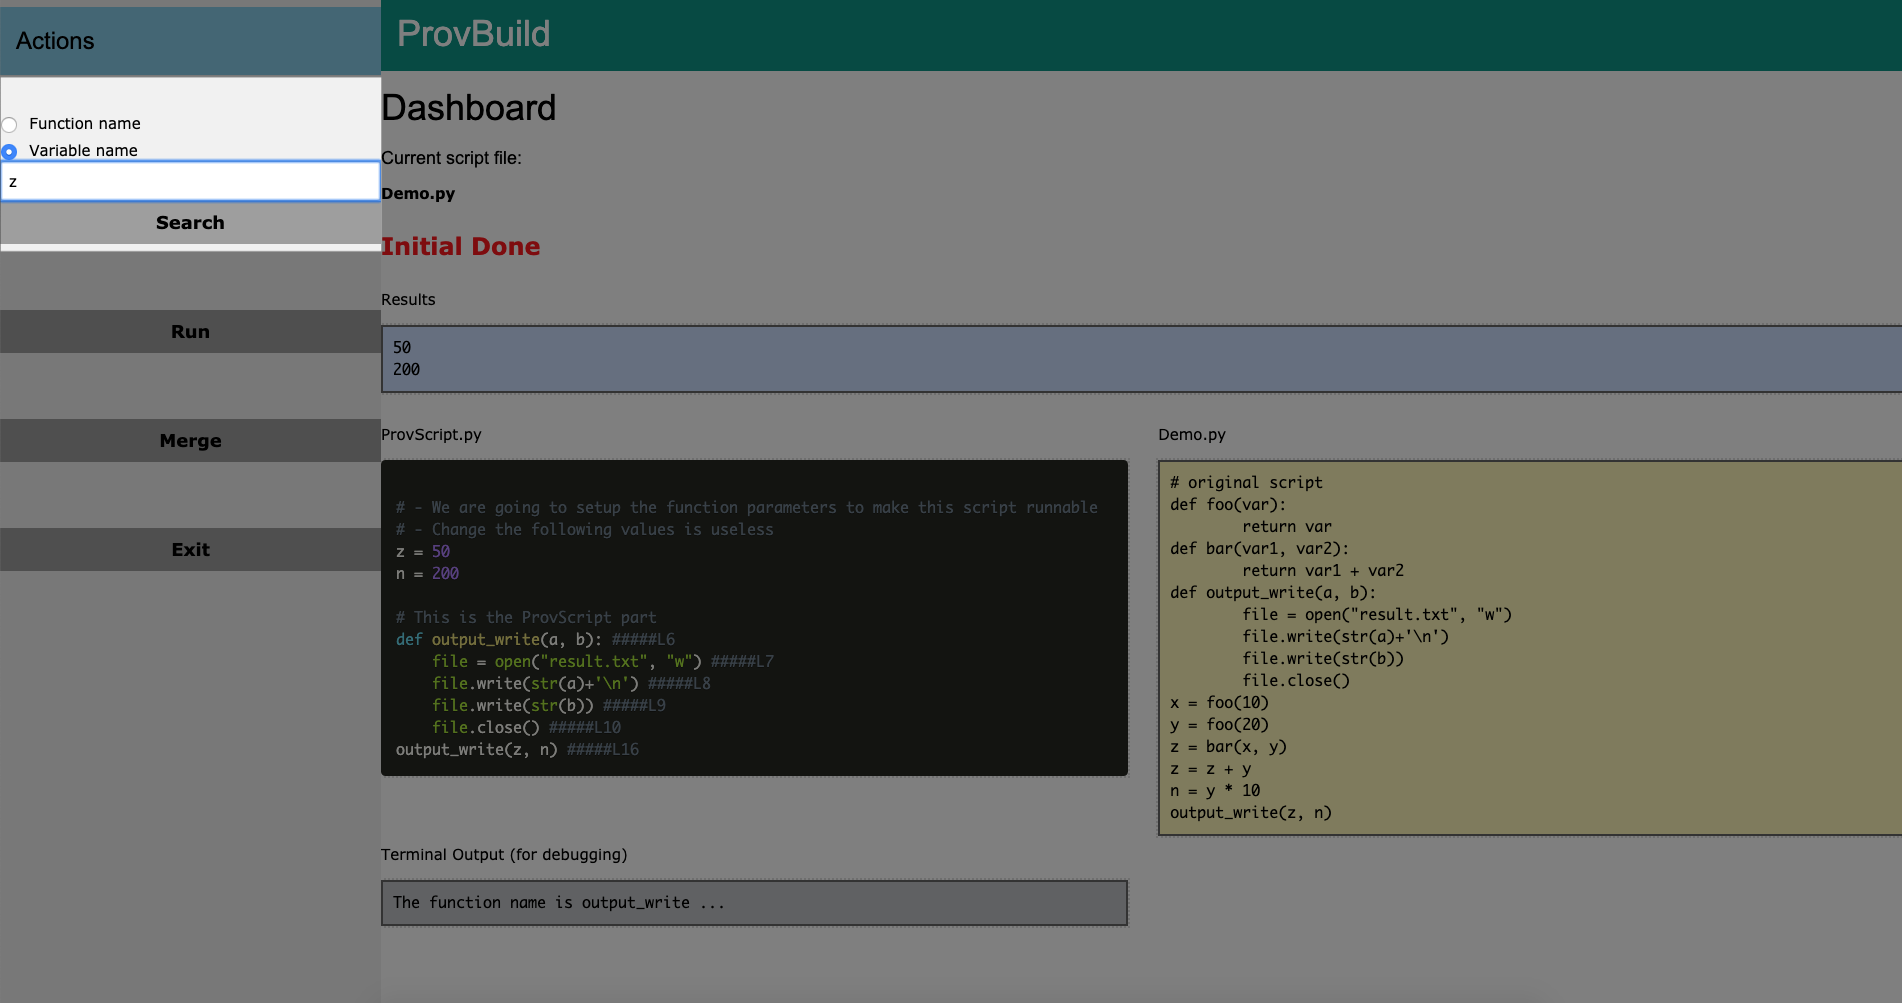 Actions
Function name
Variable name
z
Search
Run
Merge
Exit
ProvBuild
Dashboard
Current script file:
Demo.py
Initial Done
Results
50
200
ProvScript.py
# - We are going to setup the function parameters to make this script runnable
# - Change the following values is useless
z = 50
n = 200
# This is the ProvScript part
def output_write(a, b): #####L6
    file = open("result.txt", "w") #####L7
    file.write(str(a)+'\n') #####L8
    file.write(str(b)) #####L9
    file.close() #####L10
output_write(z, n) #####L16
Demo.py
# original script
def foo(var):
        return var
def bar(var1, var2):
        return var1 + var2
def output_write(a, b):
        file = open("result.txt", "w")
        file.write(str(a)+'\n')
        file.write(str(b))
        file.close()
x = foo(10)
y = foo(20)
z = bar(x, y)
z = z + y
n = y * 10
output_write(z, n)
Terminal Output (for debugging)
The function name is output_write ...